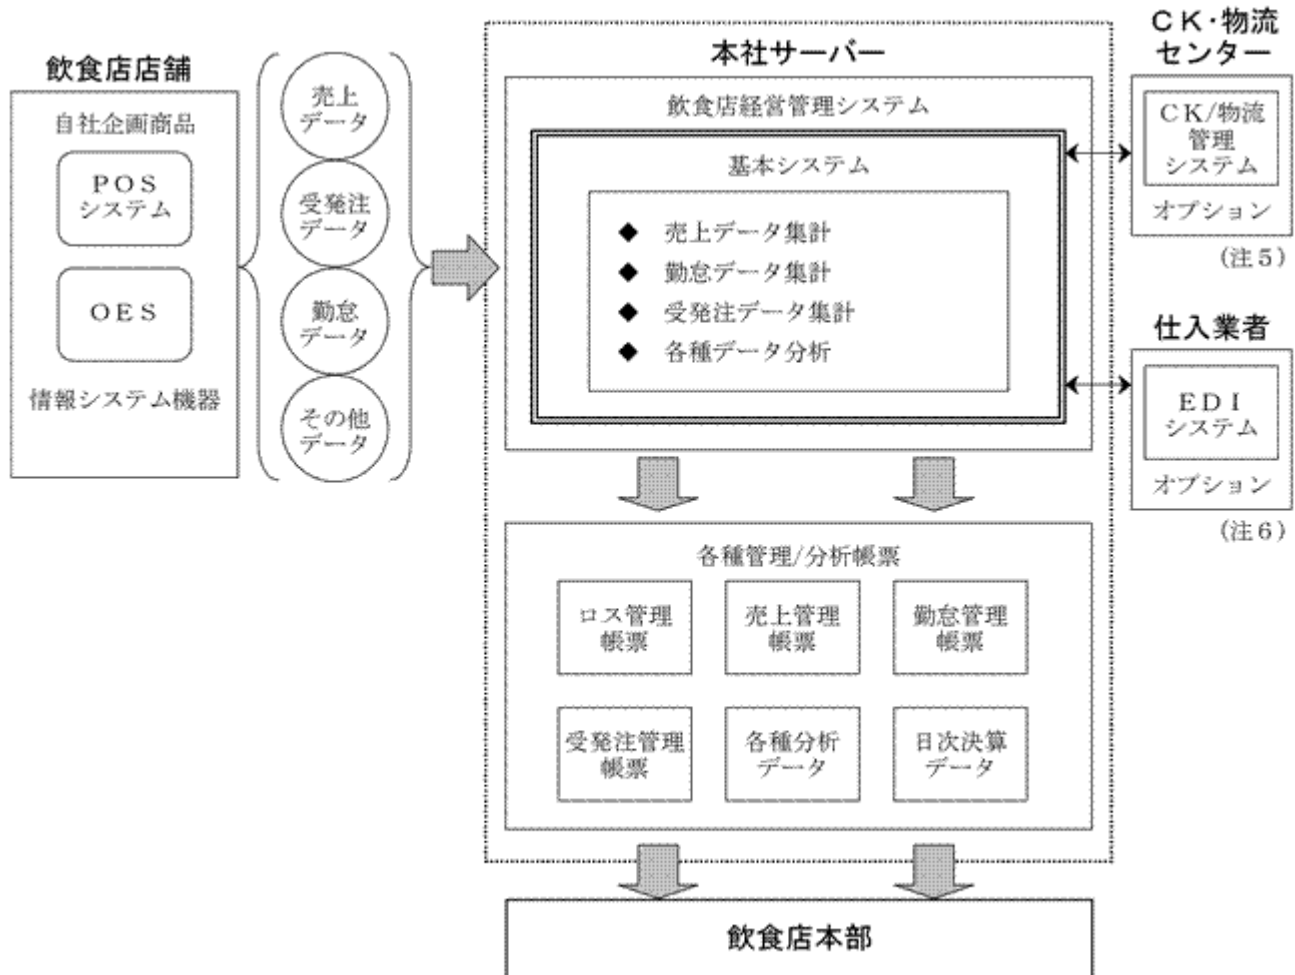 飲食店店舗
自社企画商品
ＰＯＳ
システム
ＯＥＳ
情報システム機器
売上
データ
受発注
データ
勤怠
データ
その他
データ
本社サーバー
飲食店経営管理システム
基本システム
◆ 売上データ集計
◆ 勤怠データ集計
◆ 受発注データ集計
◆ 各種データ分析
ＣＫ・物流
センター
ＣＫ/物流
管理
システム
オプション
（注５）
仕入業者
ＥＤＩ
システム
オプション
（注６）
各種管理/分析帳票
ロス管理
帳票
売上管理
帳票
勤怠管理
帳票
受発注管理
帳票
各種分析
データ
日次決算
データ
飲食店本部